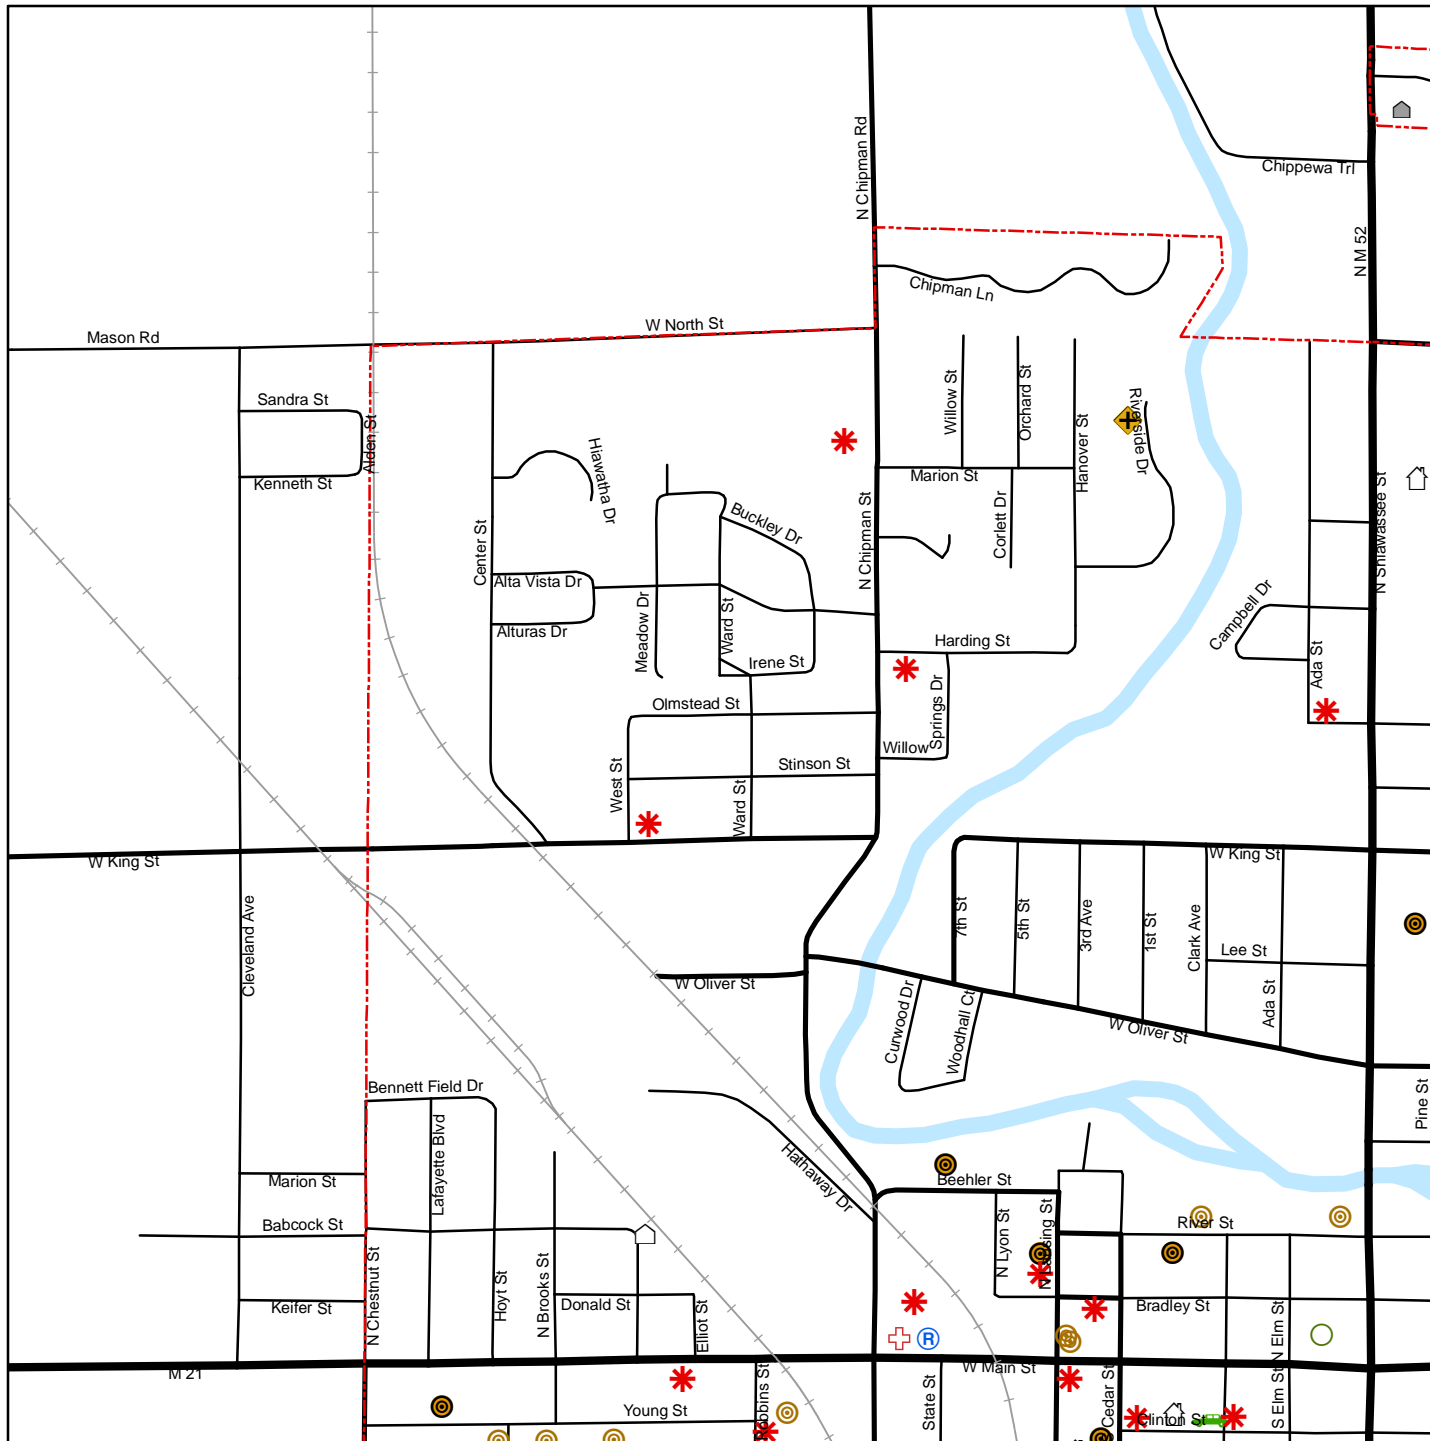 N Chipman Rd
Chippewa Trl
N M 52
Chipman Ln
W North St
Mason Rd
Sandra St
Alden St
Kenneth St
Hiawatha Dr
Willow St
Orchard St
Hanover St
Riverside Dr
Marion St
Buckley Dr
N Chipman St
Corlett Dr
N Shiawassee St
Center St
Alta Vista Dr
Alturas Dr
Meadow Dr
Ward St
Irene St
Harding St
Campbell Dr
Ada St
Olmstead St
Springs Dr
Willow
Stinson St
West St
Ward St
W King St
W King St
Cleveland Ave
7th St
5th St
3rd Ave
1st St
Clark Ave
Lee St
Ada St
W Oliver St
Curwood Dr
Woodhall Ct
W Oliver St
Bennett Field Dr
Lafayette Blvd
Pine St
Hathaway Dr
Beehler St
Marion St
Babcock St
River St
N Lyon St
N Lansing St
N Chestnut St
Hoyt St
N Brooks St
Donald St
Elliot St
Keifer St
Bradley St
N Elm St
R
M 21
W Main St
Robbins St
State St
Cedar St
S Elm St
Young St
Clinton St